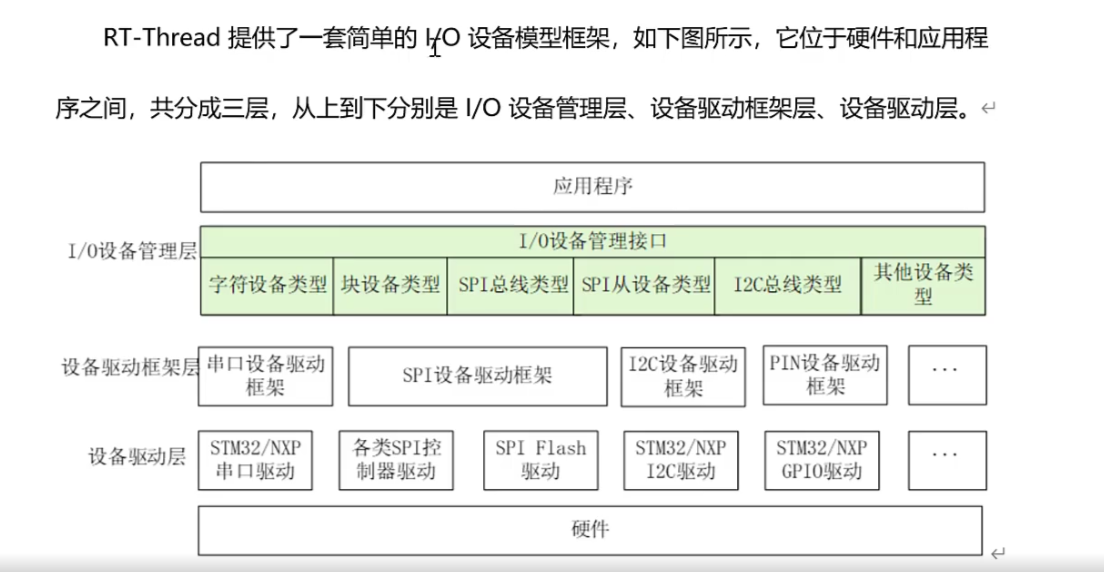 RT-Thread 提供了一套简单的 I/O 设备模型框架，如下图所示，它位于硬件和应用程
序之间，共分成三层，从上到下分别是 I/O 设备管理层、设备驱动框架层、设备驱动层。
应用程序
I/O设备管理层
I/O设备管理接口
字符设备类型
块设备类型
SPI总线类型
SPI从设备类型
I2C总线类型
其他设备类
型
设备驱动框架层
串口设备驱动
框架
SPI设备驱动框架
I2C设备驱动
框架
PIN设备驱动
框架
...
设备驱动层
STM32/NXP
串口驱动
各类SPI控
制器驱动
SPI Flash
驱动
STM32/NXP
I2C驱动
STM32/NXP
GPIO驱动
...
硬件